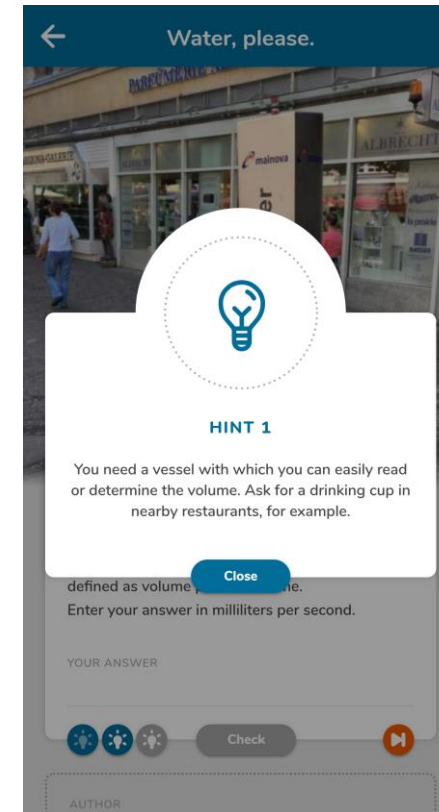 Water, please.
PARFÜMERIE
ALBRECHT
mainova
ALBRECHT
HINT 1
You need a vessel with which you can easily read
or determine the volume. Ask for a drinking cup in
nearby restaurants, for example.
Close
defined as volume
Enter your answer in milliliters per second.
YOUR ANSWER
Check
AUTHOR